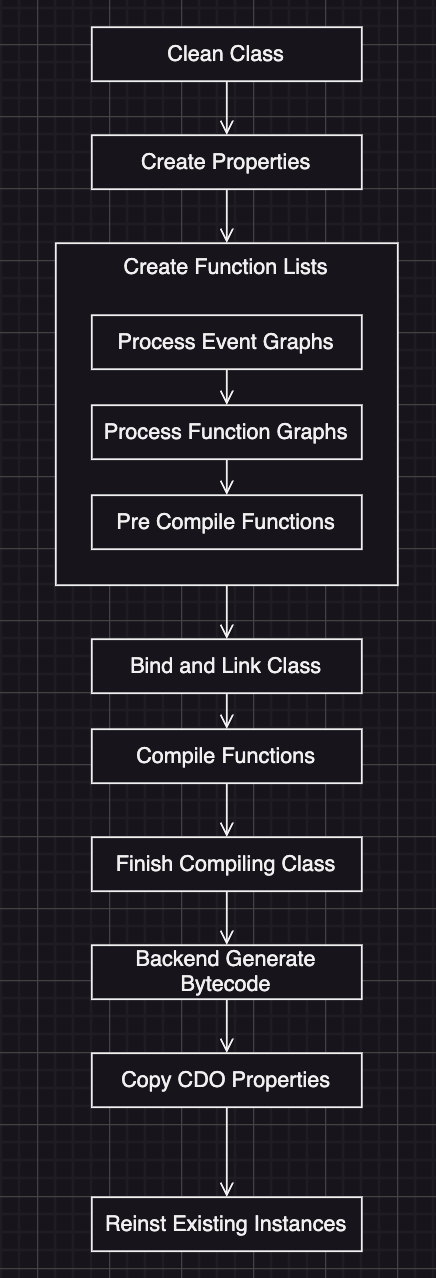 Clean Class
Create Properties
Create Function Lists
Process Event Graphs
Process Function Graphs
Pre Compile Functions
Bind and Link Class
Compile Functions
Finish Compiling Class
Backend Generate
Bytecode
Copy CDO Properties
Reinst Existing Instances